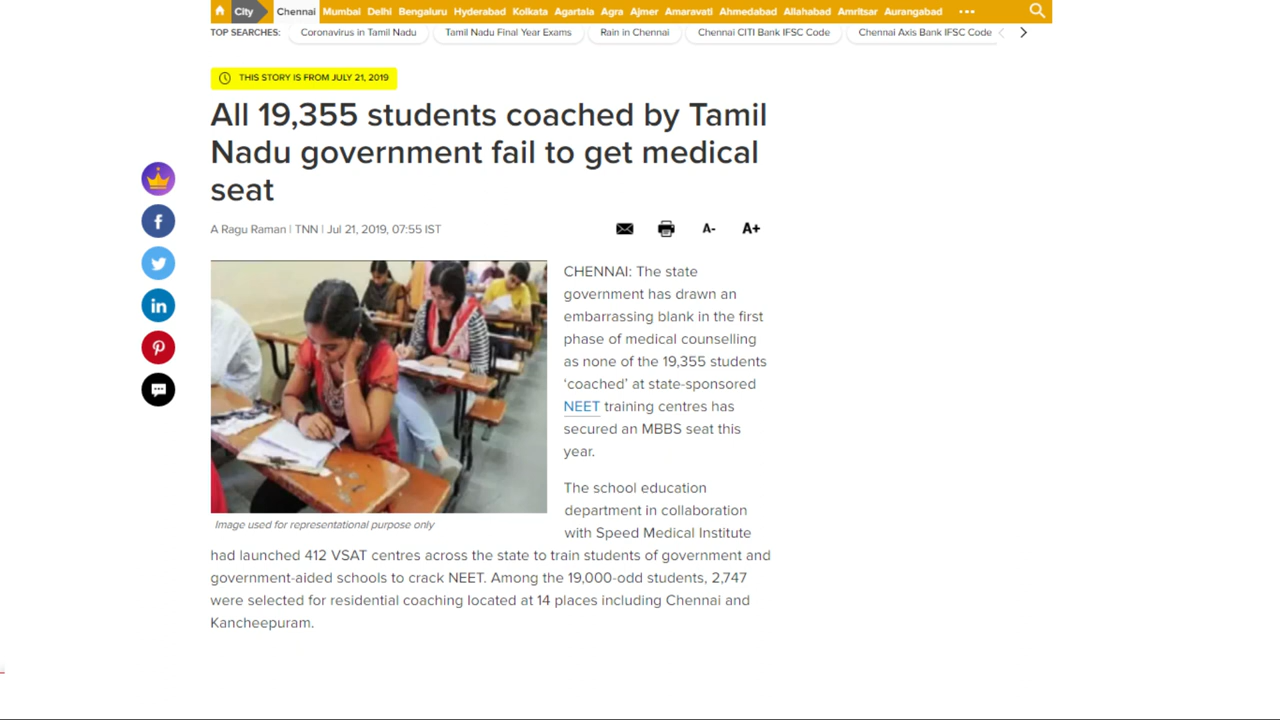 City Chennai Mumbai Delhi Bengaluru Hyderabad Kolkata Agartala Agra Ajmer Amaravati Ahmedabad Allahabad Amritsar Aurangabad
TOP SEARCHES: Coronavirus in Tamil Nadu Tamil Nadu Final Year Exams Rain in Chennai Chennai CITI Bank IFSC Code Chennai Axis Bank IFSC Code
THIS STORY IS FROM JULY 21, 2019
All 19,355 students coached by Tamil
Nadu government fail to get medical
seat
A Ragu Raman | TNN | Jul 21, 2019, 07:55 IST
A- A+
CHENNAI: The state
government has drawn an
embarrassing blank in the first
phase of medical counselling
as none of the 19,355 students
‘coached’ at state-sponsored
NEET training centres has
secured an MBBS seat this
year.
Image used for representational purpose only
The school education
department in collaboration
with Speed Medical Institute
had launched 412 VSAT centres across the state to train students of government and
government-aided schools to crack NEET. Among the 19,000-odd students, 2,747
were selected for residential coaching located at 14 places including Chennai and
Kancheepuram.